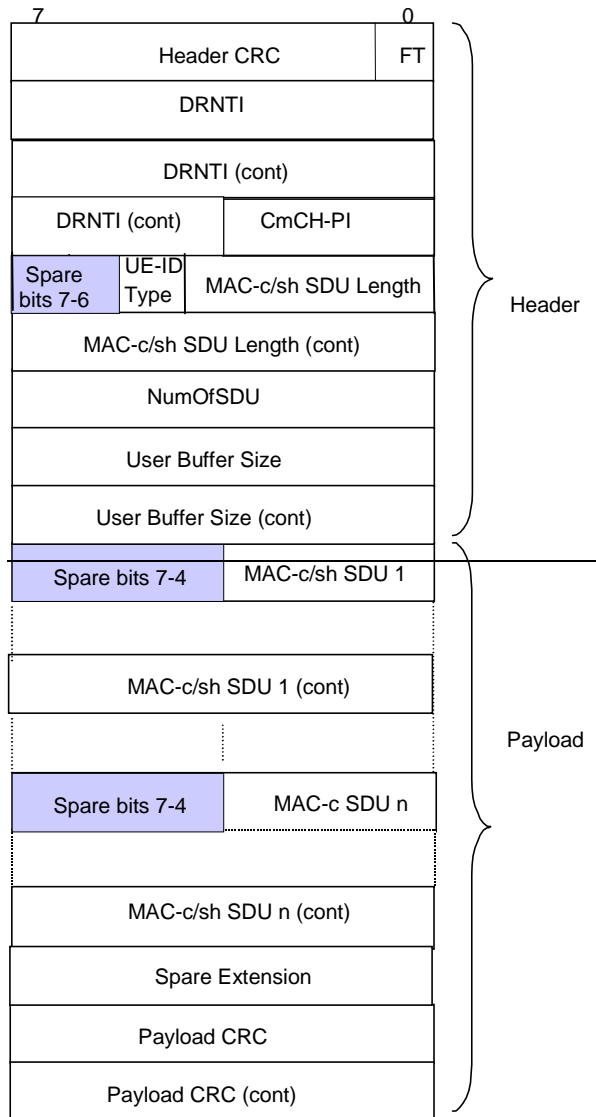 7 0
Header CRC FT
DRNTI
DRNTI (cont)
DRNTI (cont) CmCH-PI
Spare bits 7-6 UE-ID Type MAC-c/sh SDU Length
MAC-c/sh SDU Length (cont)
Header
NumOfSDU
User Buffer Size
User Buffer Size (cont)
Spare bits 7-4 MAC-c/sh SDU 1
MAC-c/sh SDU 1 (cont)
Payload
Spare bits 7-4 MAC-c SDU n
MAC-c/sh SDU n (cont)
Spare Extension
Payload CRC
Payload CRC (cont)